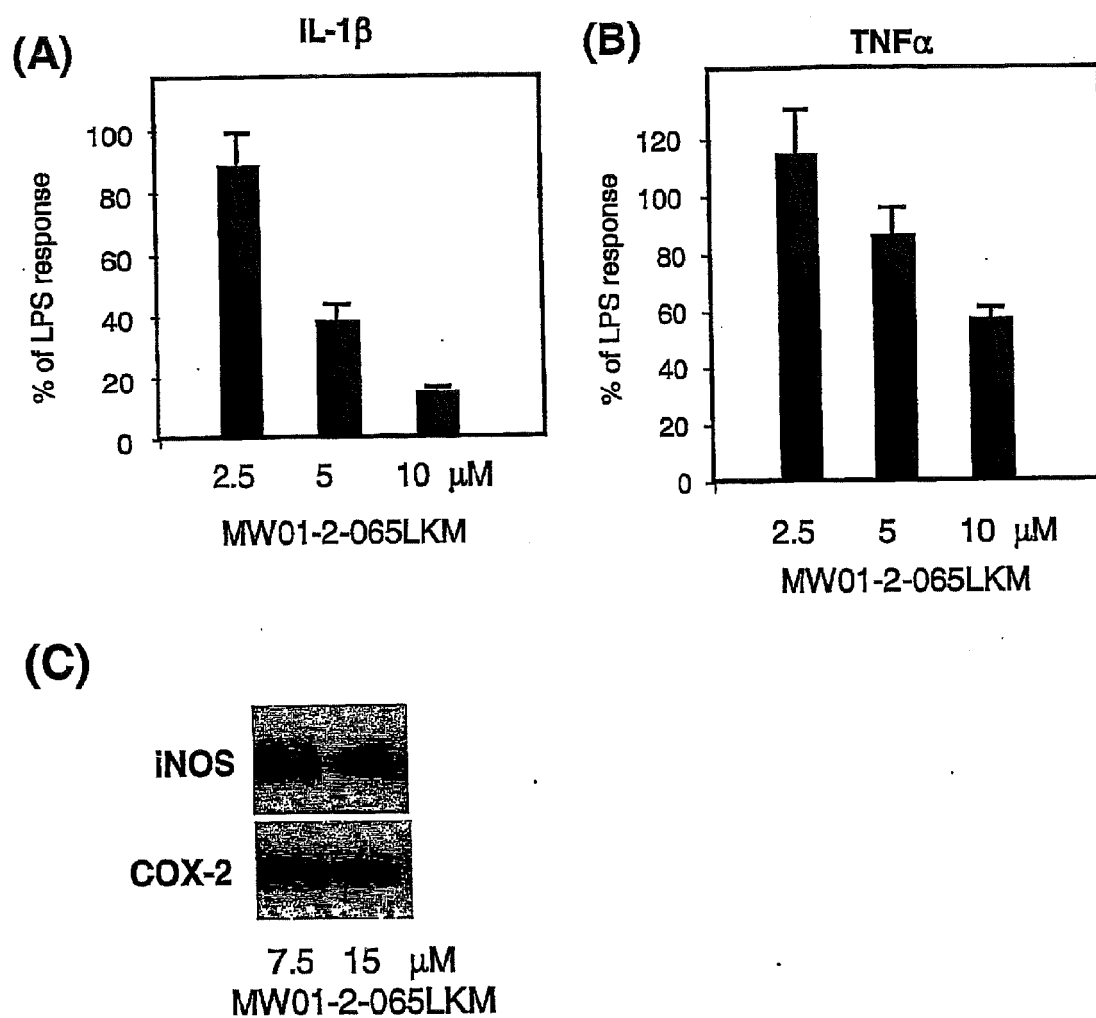 (A)
IL-1β
% of LPS response
100
80
60
40
20
0
2.5 5 10 μM
MW01-2-065LKM
(B)
TNFα
% of LPS response
120
100
80
60
40
20
0
2.5 5 10 μM
MW01-2-065LKM
(C)
iNOS
COX-2
7.5 15 μM
MW01-2-065LKM